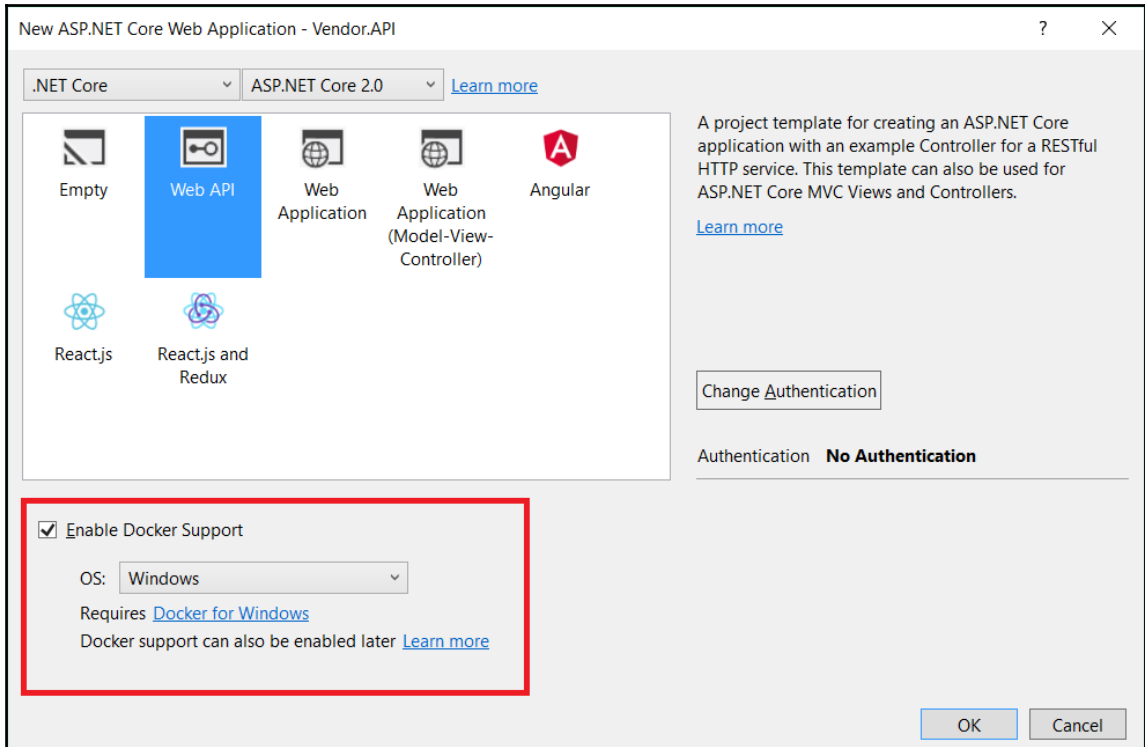 New ASP.NET Core Web Application - Vendor.API
?
.NET Core
ASP.NET Core 2.0
Learn more
Empty
Web API
Web
Application
Web
Application
(Model-View-
Controller)
Angular
React.js
React.js and
Redux
A project template for creating an ASP.NET Core
application with an example Controller for a RESTful
HTTP service. This template can also be used for
ASP.NET Core MVC Views and Controllers.
Learn more
Change Authentication
Authentication No Authentication
Enable Docker Support
OS: Windows
Requires Docker for Windows
Docker support can also be enabled later Learn more
OK
Cancel